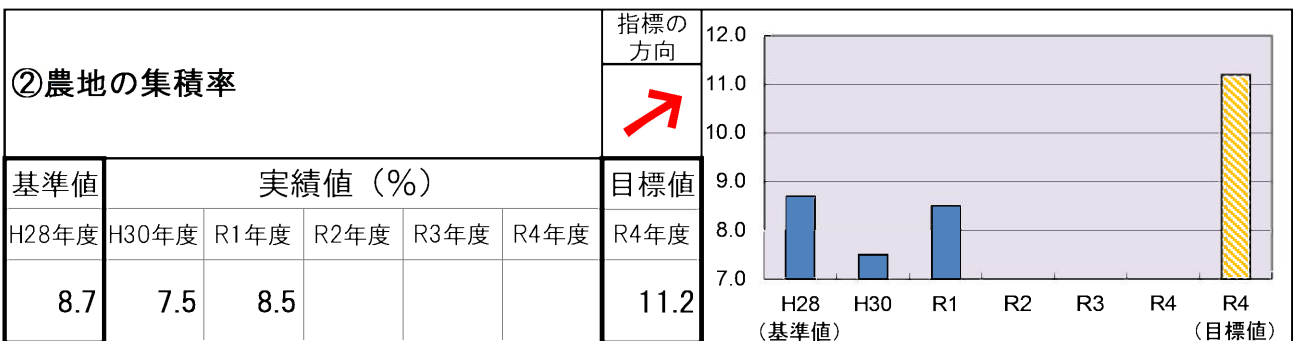 ②農地の集積率
指標の
方向
基準値 実績値（％） 目標値
H28年度 H30年度 R1年度 R2年度 R3年度 R4年度 R4年度
8.7 7.5 8.5 11.2
12.0
11.0
10.0
9.0
8.0
7.0
H28 H30 R1 R2 R3 R4 R4
（基準値） （目標値）